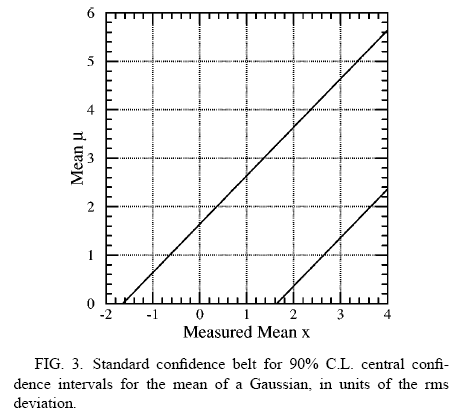 6
5
4
3
2
1
0
Mean μ
-2 -1 0 1 2 3 4
Measured Mean x
FIG. 3. Standard confidence belt for 90% C.L. central confi-
dence intervals for the mean of a Gaussian, in units of the rms
deviation.